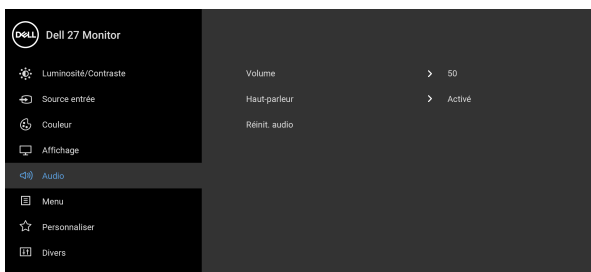 DELL Dell 27 Monitor
Luminosité/Contraste
Volume 50
Source entrée
Haut-parleur Activé
Couleur
Réinit. audio
Affichage
Audio
Menu
Personnaliser
Divers